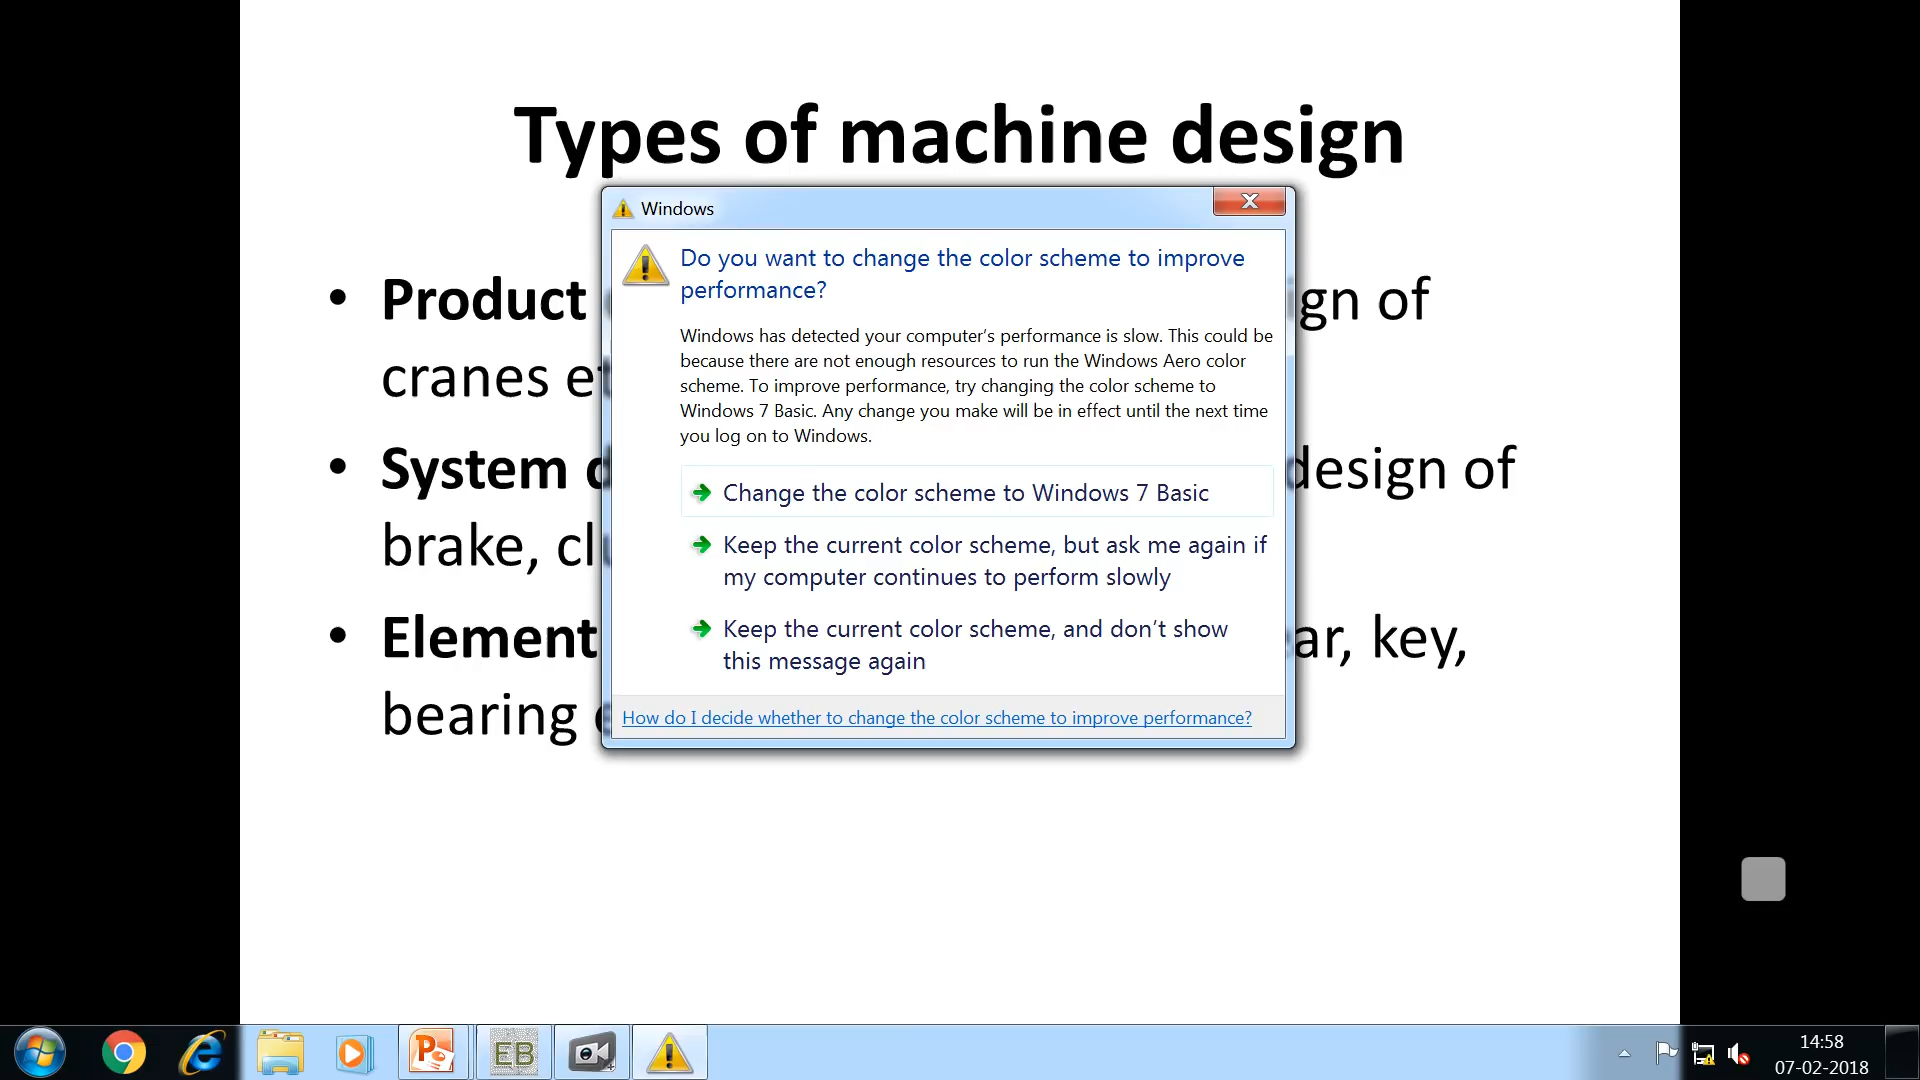 Types of machine design
Windows
Do you want to change the color scheme to improve
performance?
Windows has detected your computer's performance is slow. This could be
because there are not enough resources to run the Windows Aero color
scheme. To improve performance, try changing the color scheme to
Windows 7 Basic. Any change you make will be in effect until the next time
you log on to Windows.
Change the color scheme to Windows 7 Basic
Keep the current color scheme, but ask me again if
my computer continues to perform slowly
Keep the current color scheme, and don't show
this message again
How do I decide whether to change the color scheme to improve performance?
• Product
of
cranes
• System
design of
brake,
• Element
key,
bearing
EB
14:58
07-02-2018